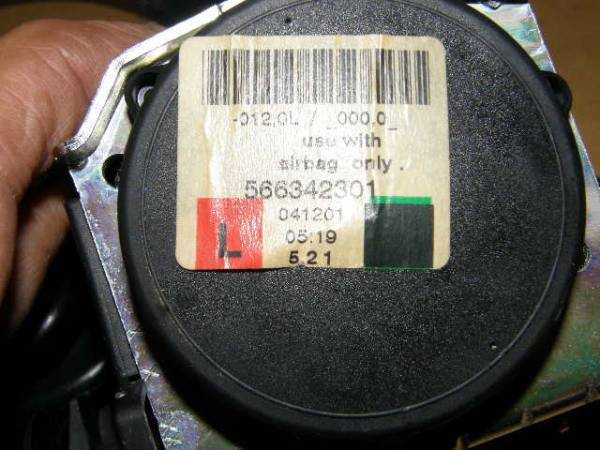 -012,0L / _000.0_
use with
airbag only .
566342301
041201
L
05:19
521